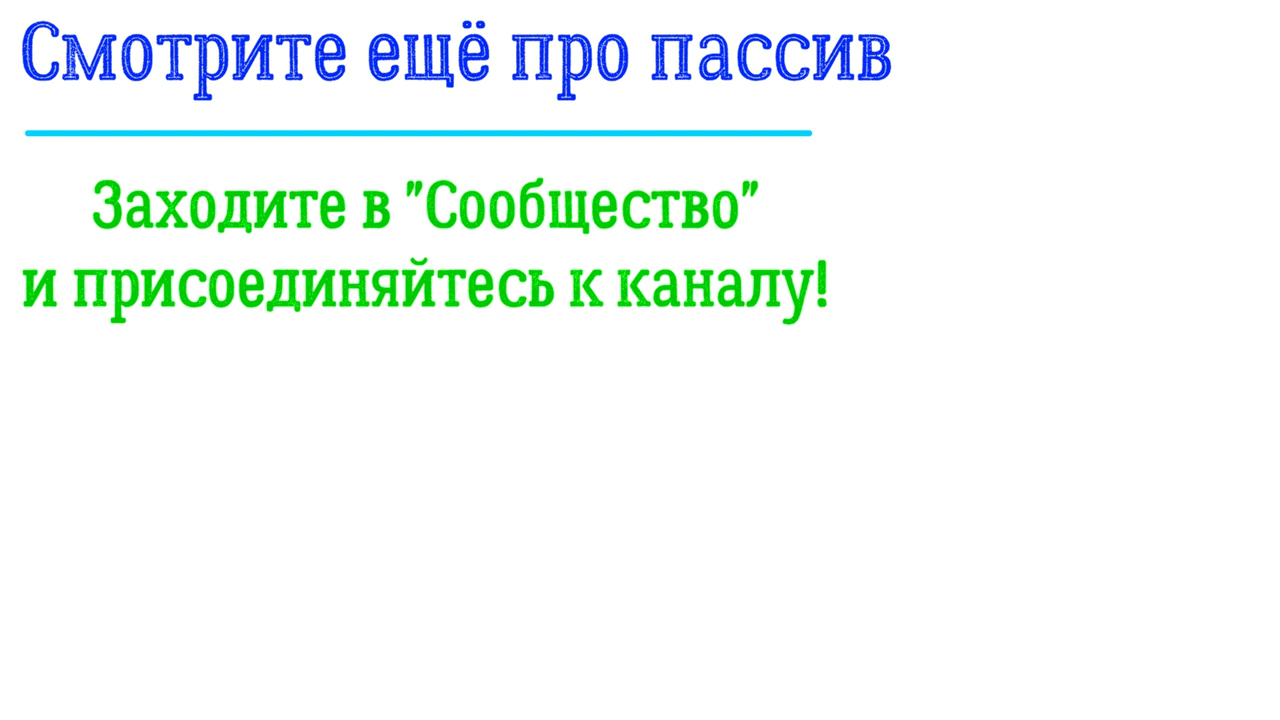 Смотрите ещё про пассив
Заходите в "Сообщество"
и присоединяйтесь к каналу!